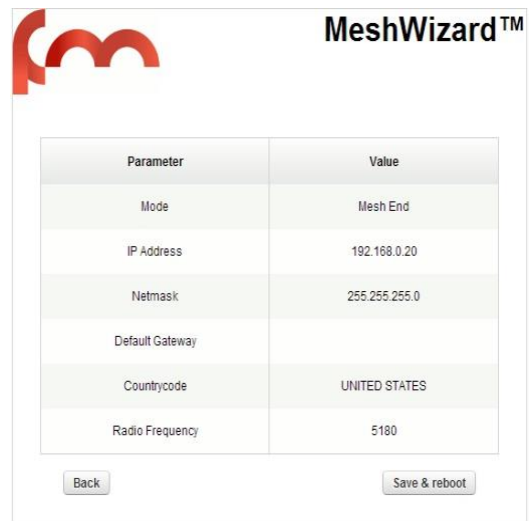 MeshWizard™
Parameter Value
Mode Mesh End
IP Address 192.168.0.20
Netmask 255.255.255.0
Default Gateway
Countrycode UNITED STATES
Radio Frequency 5180
Back Save & reboot